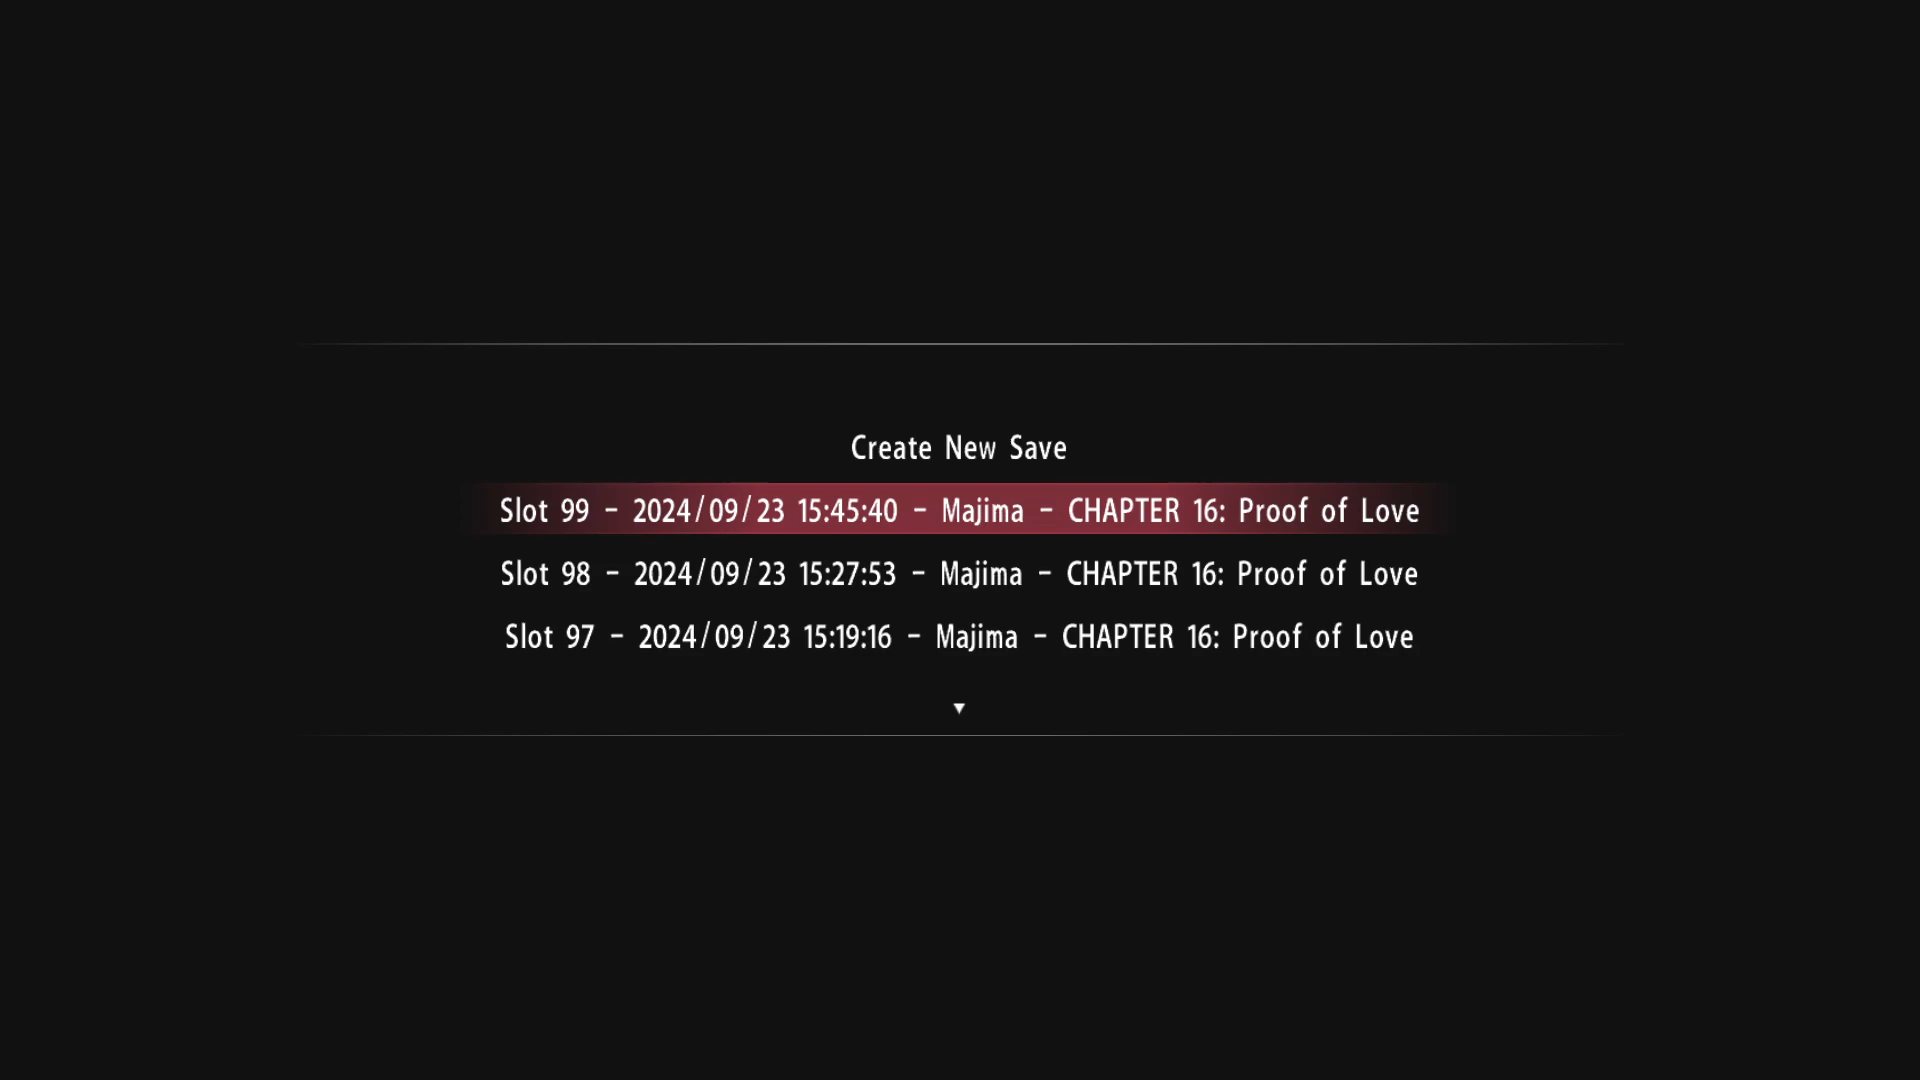 Create New Save
Slot 99 - 2024/09/23 15:45:40 - Majima - CHAPTER 16: Proof of Love
Slot 98 - 2024/09/23 15:27:53 - Majima - CHAPTER 16: Proof of Love
Slot 97 - 2024/09/23 15:19:16 - Majima - CHAPTER 16: Proof of Love